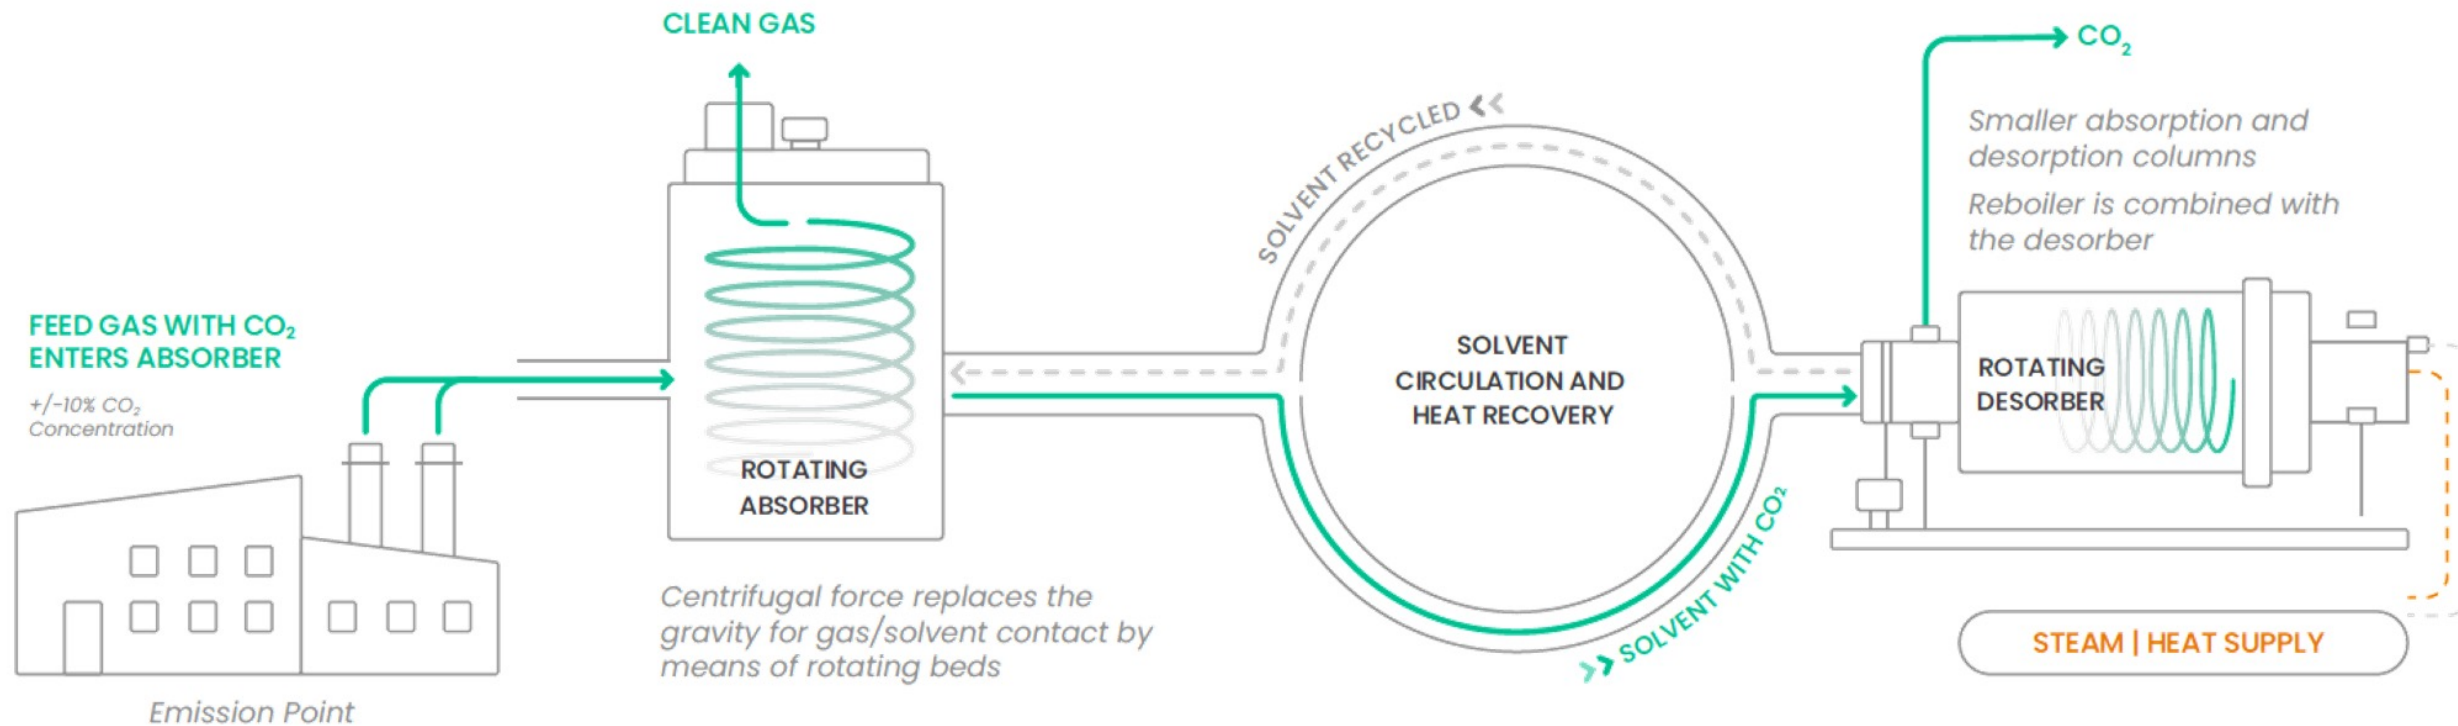 CLEAN GAS
CO₂
SOLVENT RECYCLED
Smaller absorption and
desorption columns
Reboiler is combined with
the desorber
FEED GAS WITH CO₂
ENTERS ABSORBER
+/-10% CO₂
Concentration
SOLVENT
CIRCULATION AND
HEAT RECOVERY
ROTATING
DESORBER
ROTATING
ABSORBER
SOLVENT WITH CO₂
Centrifugal force replaces the
gravity for gas/solvent contact by
means of rotating beds
STEAM | HEAT SUPPLY
Emission Point